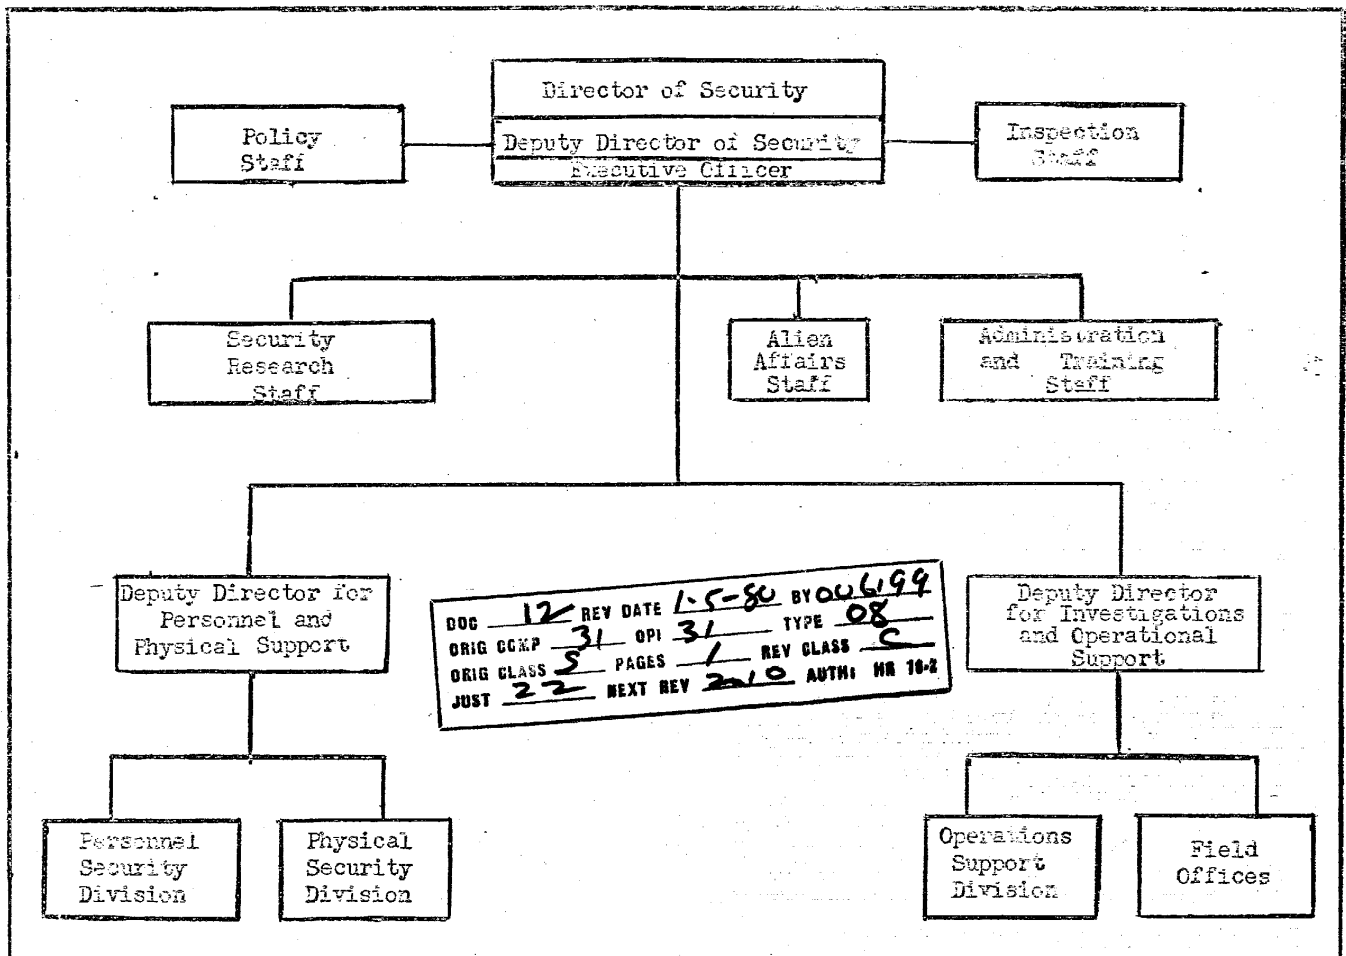 Director of Security
Deputy Director of Security
Executive Officer
Policy
Staff
Inspection
Staff
Security
Research
Staff
Alien
Affairs
Staff
Administration
and Training
Staff
Deputy Director for
Personnel and
Physical Support
DOC 12 REV DATE 1-5-80 BY 006199
ORIG COMP 31 OPI 31 TYPE 08
ORIG CLASS S PAGES 1 REV CLASS C
JUST 22 NEXT REV 2010 AUTH: HR 10-2
Deputy Director
for Investigations
and Operational
Support
Personnel
Security
Division
Physical
Security
Division
Operations
Support
Division
Field
Offices